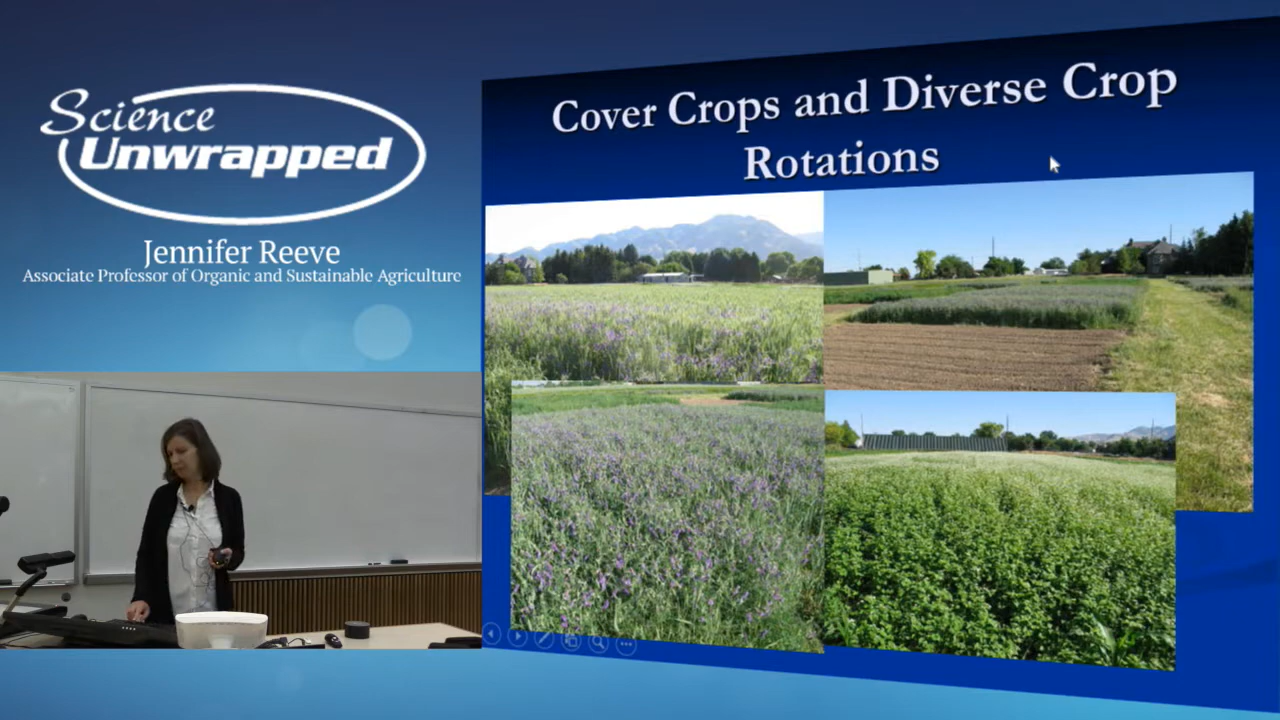 Science
Unwrapped
Jennifer Reeve
Associate Professor of Organic and Sustainable Agriculture
Cover Crops and Diverse Crop
Rotations